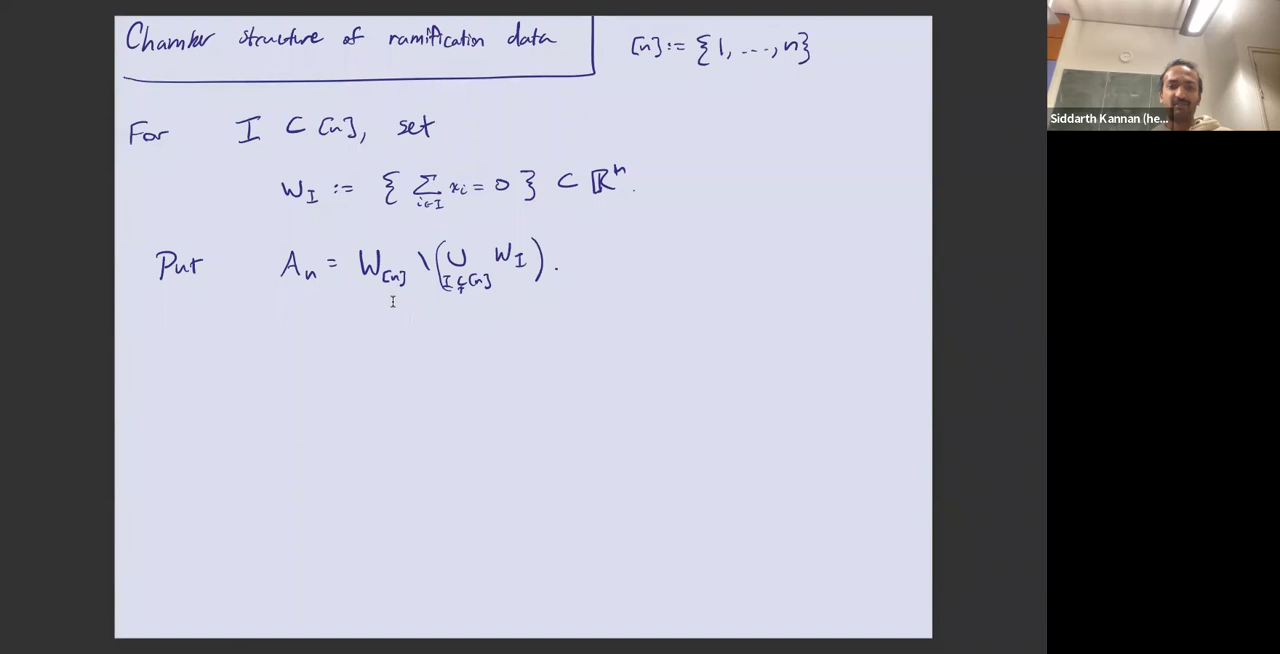 Chamber structure of ramification data
[n] := {1, ..., n}
For I ⊂ [n], set
W_I := { Σ_{i∈I} x_i = 0 } ⊂ ℝ^n.
Put A_n = W_{[n]} \ (∪_{I⊊[n]} W_I).
Siddarth Kannan (he...